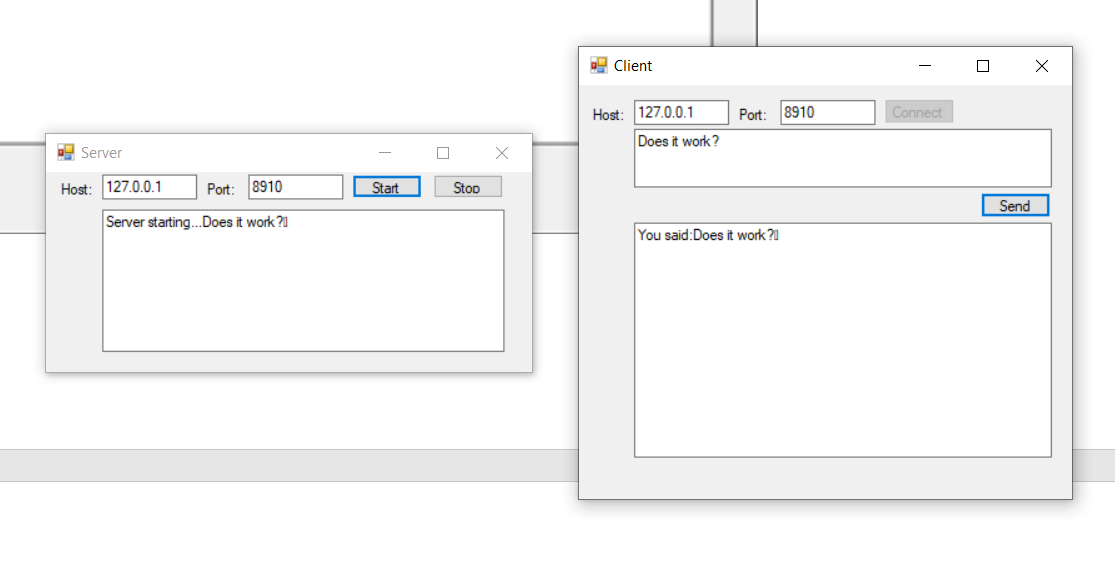 Server
Host: 127.0.0.1 Port: 8910 Start Stop
Server starting...Does it work?▯
Client
Host: 127.0.0.1 Port: 8910 Connect
Does it work?
Send
You said:Does it work?▯